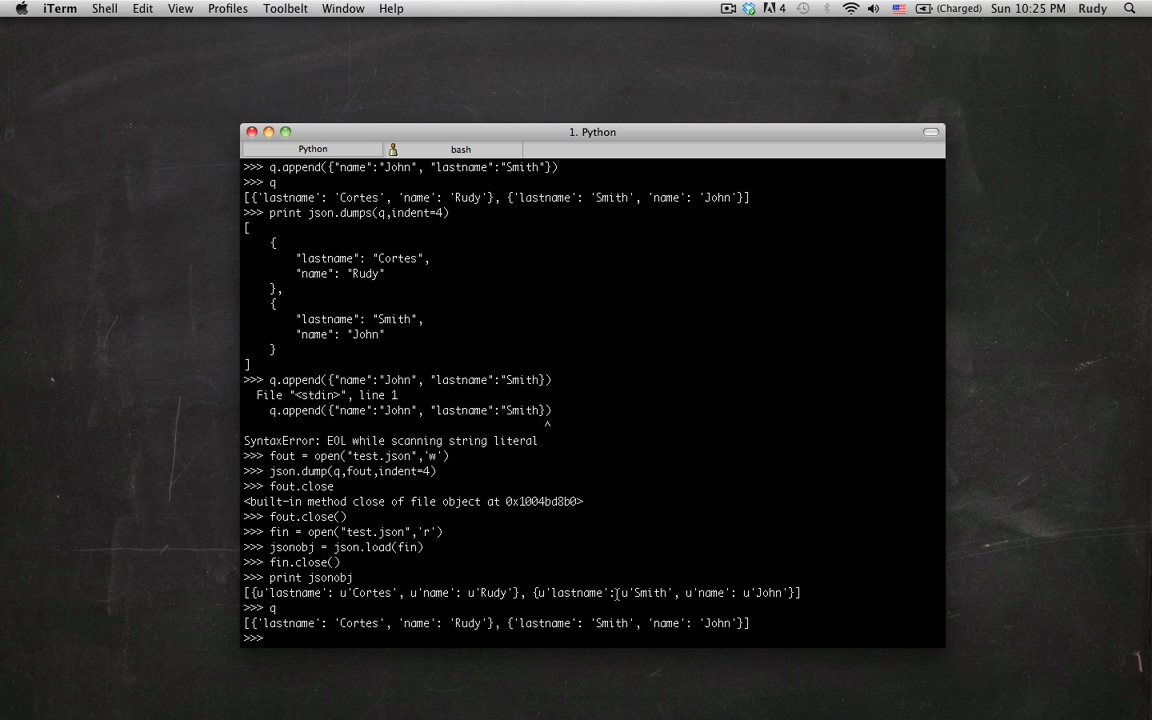 iTerm Shell Edit View Profiles Toolbelt Window Help 4 (Charged) Sun 10:25 PM Rudy
1. Python
Python bash
>>> q.append({"name":"John", "lastname":"Smith"})
>>> q
[{'lastname': 'Cortes', 'name': 'Rudy'}, {'lastname': 'Smith', 'name': 'John'}]
>>> print json.dumps(q,indent=4)
[
    {
        "lastname": "Cortes",
        "name": "Rudy"
    },
    {
        "lastname": "Smith",
        "name": "John"
    }
]
>>> q.append({"name":"John", "lastname":"Smith})
  File "<stdin>", line 1
    q.append({"name":"John", "lastname":"Smith})
                                               ^
SyntaxError: EOL while scanning string literal
>>> fout = open("test.json",'w')
>>> json.dump(q,fout,indent=4)
>>> fout.close
<built-in method close of file object at 0x1004bd8b0>
>>> fout.close()
>>> fin = open("test.json",'r')
>>> jsonobj = json.load(fin)
>>> fin.close()
>>> print jsonobj
[{u'lastname': u'Cortes', u'name': u'Rudy'}, {u'lastname': u'Smith', u'name': u'John'}]
>>> q
[{'lastname': 'Cortes', 'name': 'Rudy'}, {'lastname': 'Smith', 'name': 'John'}]
>>>